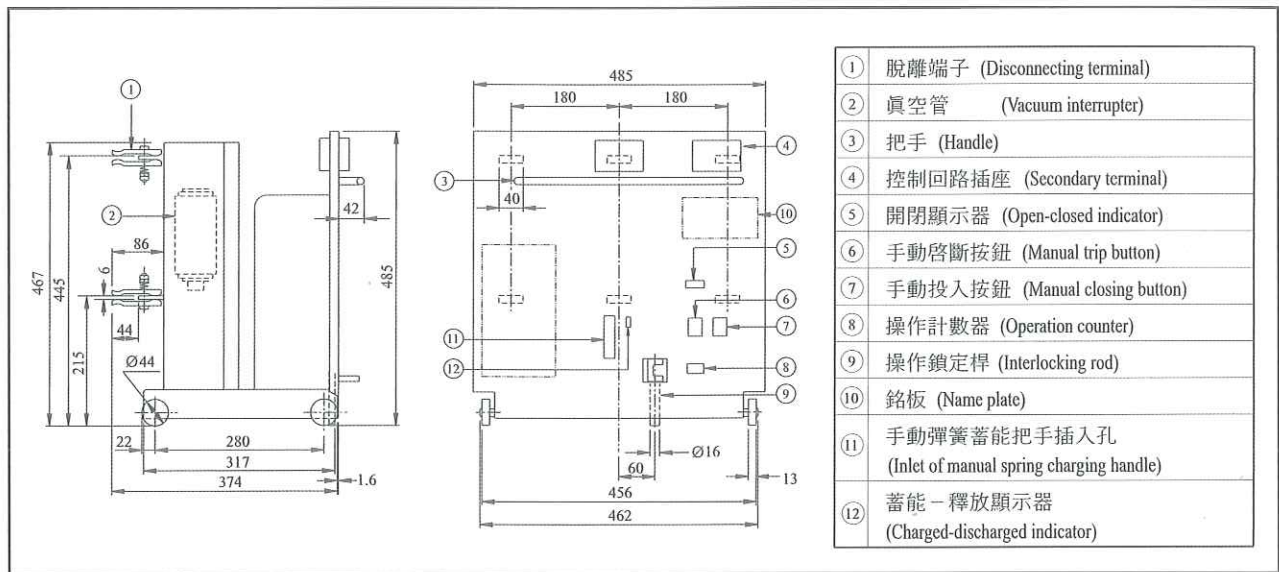 ①
②
86
6
467
445
44
215
Ø44
22
280
317
374
1.6
42
485
485
180
180
③
40
④
⑩
⑤
⑥
⑪
⑦
⑫
⑧
⑨
Ø16
60
13
456
462
① 脫離端子 (Disconnecting terminal)
② 眞空管 (Vacuum interrupter)
③ 把手 (Handle)
④ 控制回路插座 (Secondary terminal)
⑤ 開閉顯示器 (Open-closed indicator)
⑥ 手動啓斷按鈕 (Manual trip button)
⑦ 手動投入按鈕 (Manual closing button)
⑧ 操作計數器 (Operation counter)
⑨ 操作鎖定桿 (Interlocking rod)
⑩ 銘板 (Name plate)
⑪ 手動彈簧蓄能把手插入孔
(Inlet of manual spring charging handle)
⑫ 蓄能－釋放顯示器
(Charged-discharged indicator)